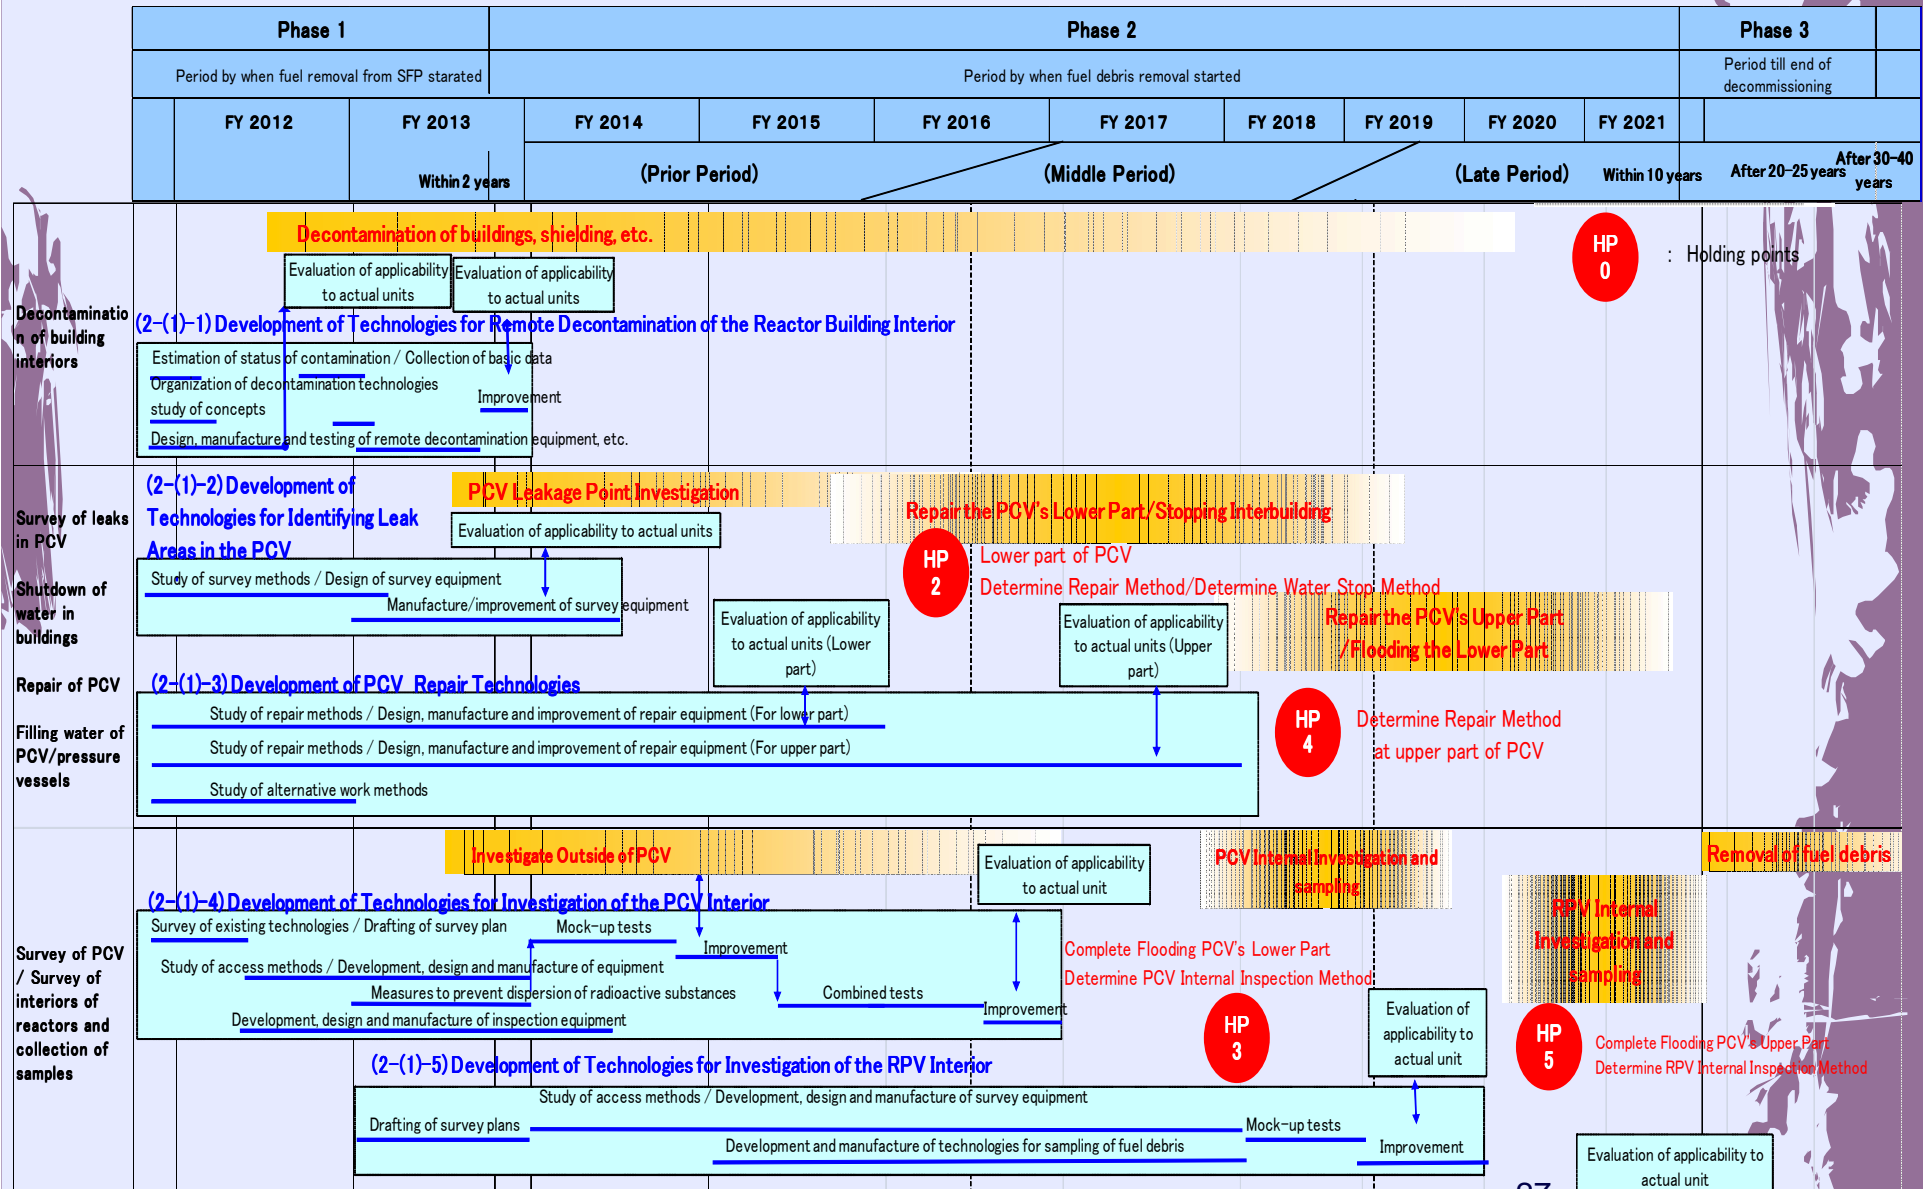 Phase 1
Phase 2
Phase 3
Period by when fuel removal from SFP starated
Period by when fuel debris removal started
Period till end of
decommissioning
FY 2012
FY 2013
FY 2014
FY 2015
FY 2016
FY 2017
FY 2018
FY 2019
FY 2020
FY 2021
Within 2 years
(Prior Period)
(Middle Period)
(Late Period)
Within 10 years
After 20-25 years
After 30-40
years
Decontamination of buildings, shielding, etc.
HP
0
: Holding points
Evaluation of applicability
to actual units
Evaluation of applicability
to actual units
Decontaminatio
n of building
interiors
(2-(1)-1) Development of Technologies for Remote Decontamination of the Reactor Building Interior
Estimation of status of contamination / Collection of basic data
Organization of decontamination technologies
study of concepts
Improvement
Design, manufacture and testing of remote decontamination equipment, etc.
Survey of leaks
in PCV
Shutdown of
water in
buildings
Repair of PCV
Filling water of
PCV/pressure
vessels
(2-(1)-2) Development of
Technologies for Identifying Leak
Areas in the PCV
PCV Leakage Point Investigation
Evaluation of applicability to actual units
Repair the PCV's Lower Part/Stopping Interbuilding
Study of survey methods / Design of survey equipment
Manufacture/improvement of survey equipment
HP
2
Lower part of PCV
Determine Repair Method/Determine Water Stop Method
Evaluation of applicability
to actual units (Lower
part)
Evaluation of applicability
to actual units (Upper
part)
Repair the PCV's Upper Part
/Flooding the Lower Part
(2-(1)-3) Development of PCV Repair Technologies
Study of repair methods / Design, manufacture and improvement of repair equipment (For lower part)
Study of repair methods / Design, manufacture and improvement of repair equipment (For upper part)
Study of alternative work methods
HP
4
Determine Repair Method
at upper part of PCV
Survey of PCV
/ Survey of
interiors of
reactors and
collection of
samples
Investigate Outside of PCV
Evaluation of applicability
to actual unit
PCV Internal Investigation and
sampling
Removal of fuel debris
RPV Internal
Investigation and
sampling
(2-(1)-4) Development of Technologies for Investigation of the PCV Interior
Survey of existing technologies / Drafting of survey plan
Mock-up tests
Improvement
Study of access methods / Development, design and manufacture of equipment
Measures to prevent dispersion of radioactive substances
Combined tests
Improvement
Development, design and manufacture of inspection equipment
Complete Flooding PCV's Lower Part
Determine PCV Internal Inspection Method
HP
3
Evaluation of
applicability to
actual unit
HP
5
Complete Flooding PCV's Upper Part
Determine RPV Internal Inspection Method
(2-(1)-5) Development of Technologies for Investigation of the RPV Interior
Study of access methods / Development, design and manufacture of survey equipment
Drafting of survey plans
Mock-up tests
Development and manufacture of technologies for sampling of fuel debris
Improvement
Evaluation of applicability to
actual unit